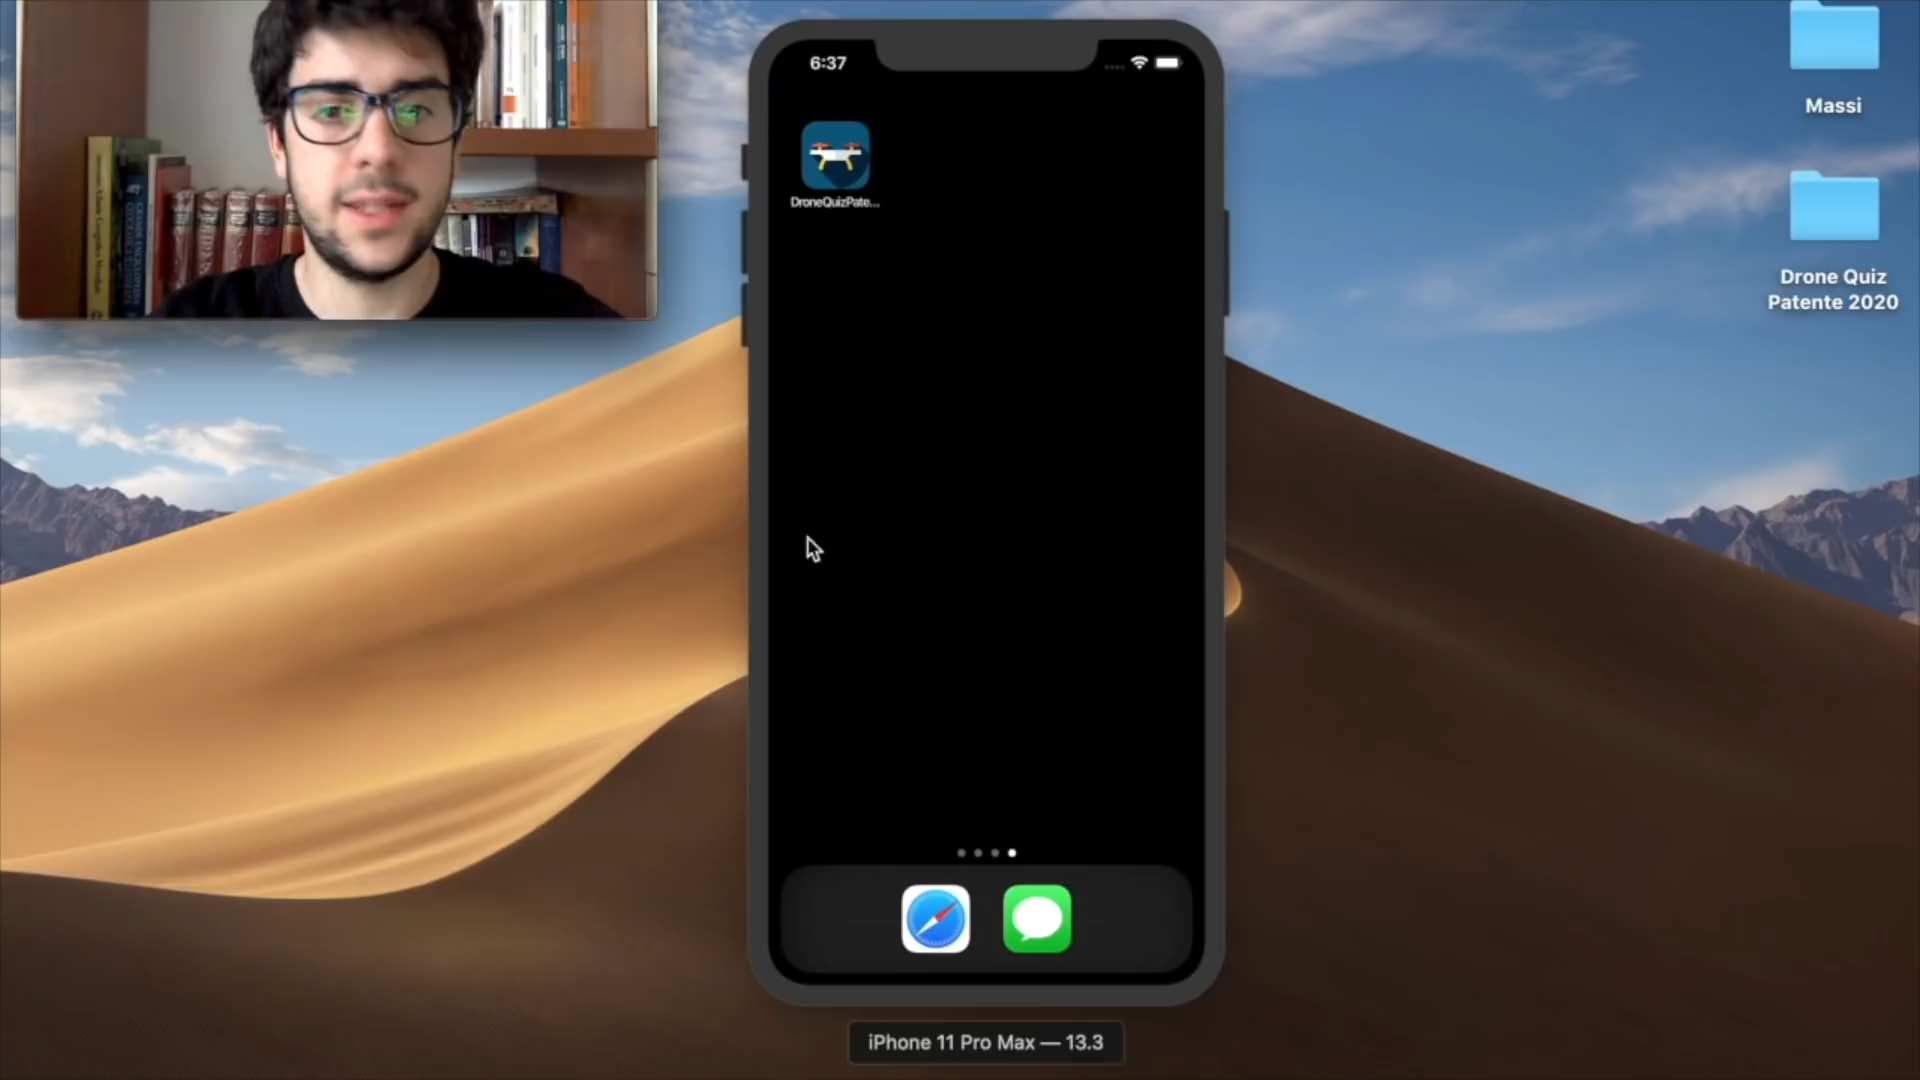 6:37
DroneQuizPate...
Massi
Drone Quiz
Patente 2020
iPhone 11 Pro Max — 13.3